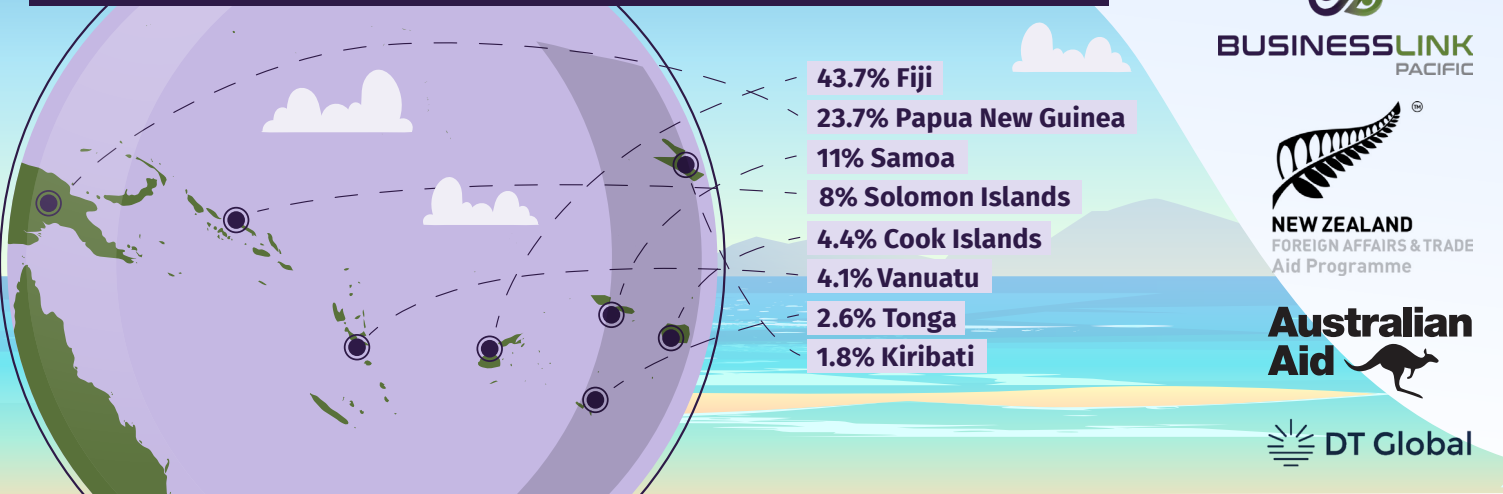 43.7% Fiji
23.7% Papua New Guinea
11% Samoa
8% Solomon Islands
4.4% Cook Islands
4.1% Vanuatu
2.6% Tonga
1.8% Kiribati
BUSINESSLINK
PACIFIC
TM
NEW ZEALAND
FOREIGN AFFAIRS & TRADE
Aid Programme
Australian
Aid
DT Global